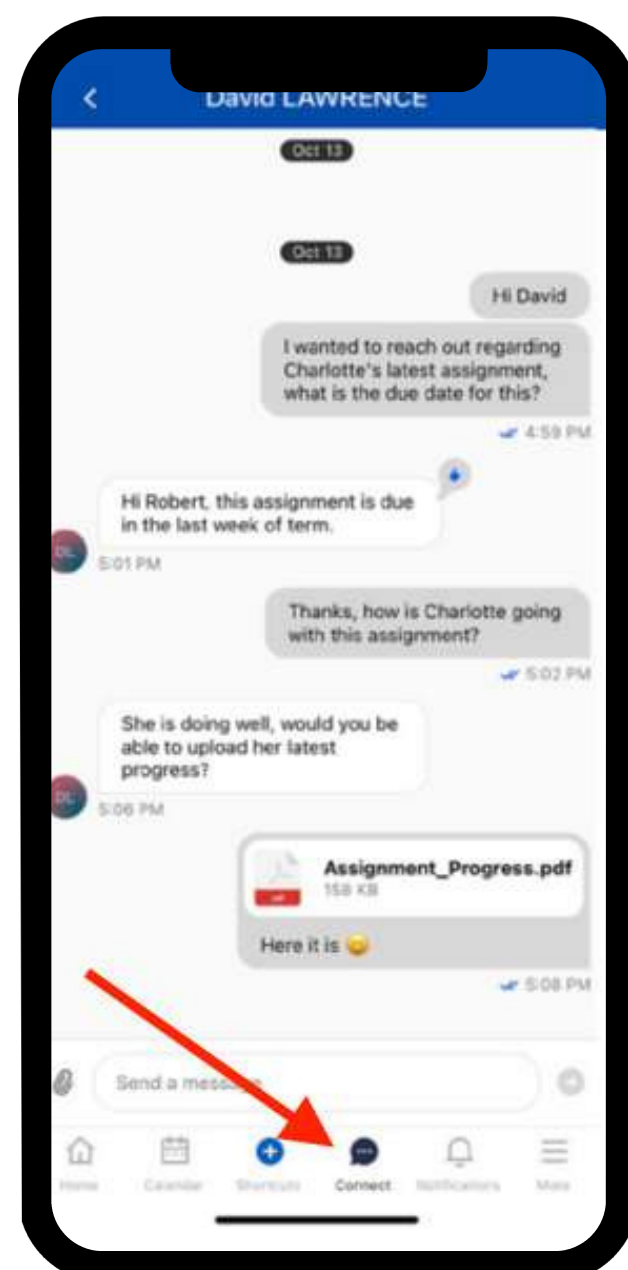 David LAWRENCE
Oct 13
Oct 13
Hi David
I wanted to reach out regarding
Charlotte's latest assignment,
what is the due date for this?
4:59 PM
Hi Robert, this assignment is due
in the last week of term.
DL
5:01 PM
Thanks, how is Charlotte going
with this assignment?
5:02 PM
She is doing well, would you be
able to upload her latest
progress?
DL
5:06 PM
Assignment_Progress.pdf
158 KB
Here it is 😄
5:08 PM
Send a message
Home Calendar Shortcuts Connect Notifications More